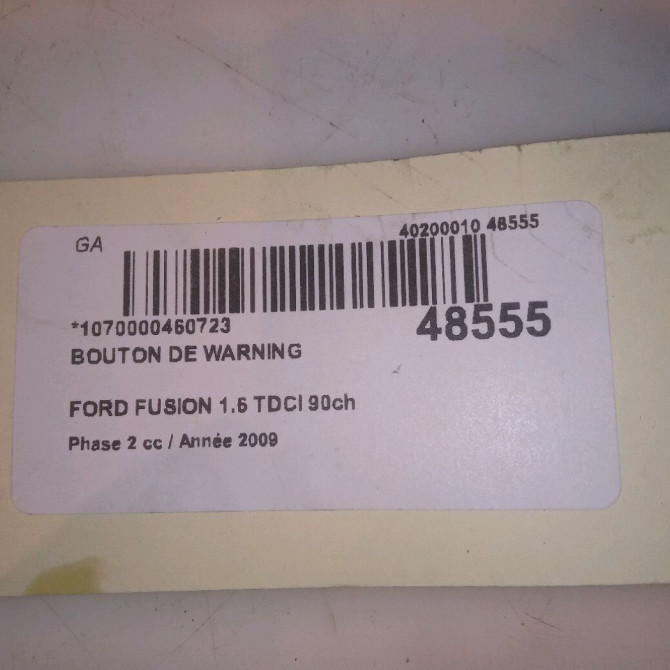 GA
40200010 48555
*1070000460723
48555
BOUTON DE WARNING
FORD FUSION 1.6 TDCI 90ch
Phase 2 cc / Année 2009